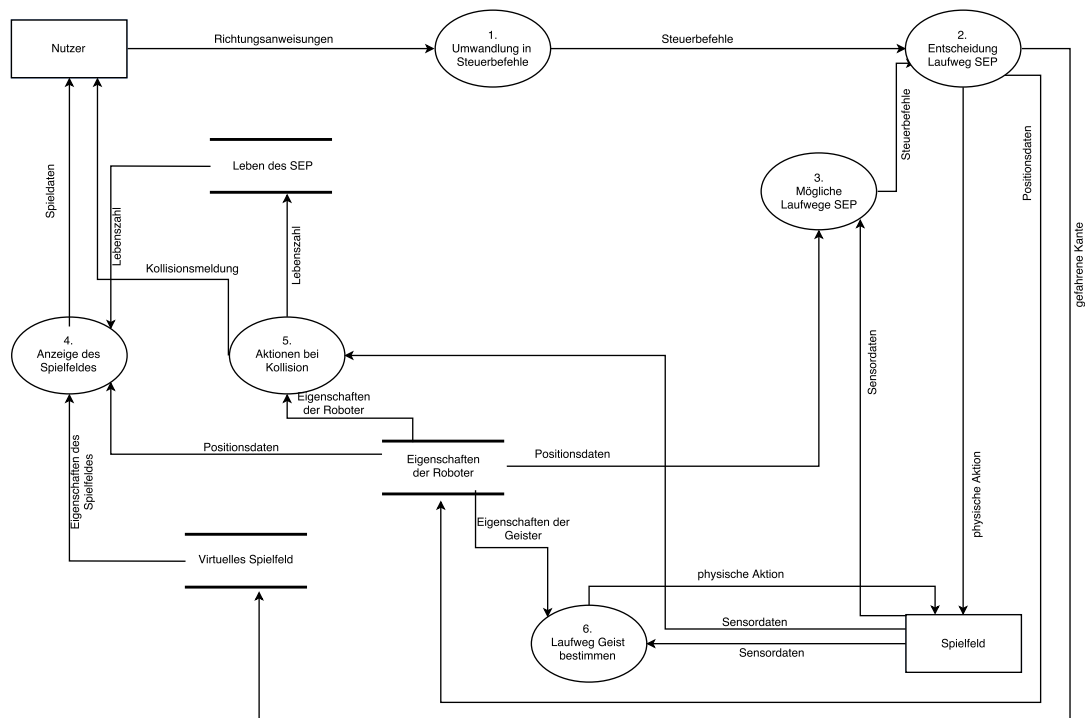 Nutzer
Richtungsanweisungen
1.
Umwandlung in
Steuerbefehle
Steuerbefehle
2.
Entscheidung
Laufweg SEP
Spieldaten
Leben des SEP
Lebenszahl
Lebenszahl
Kollisionsmeldung
3.
Mögliche
Laufwege SEP
Steuerbefehle
Positionsdaten
gefahrene Kante
4.
Anzeige des
Spielfeldes
5.
Aktionen bei
Kollision
Eigenschaften
der Roboter
Sensordaten
Positionsdaten
Eigenschaften
der Roboter
Positionsdaten
Eigenschaften des
Spielfeldes
Eigenschaften der
Geister
physische Aktion
Virtuelles Spielfeld
physische Aktion
6.
Laufweg Geist
bestimmen
Sensordaten
Sensordaten
Spielfeld